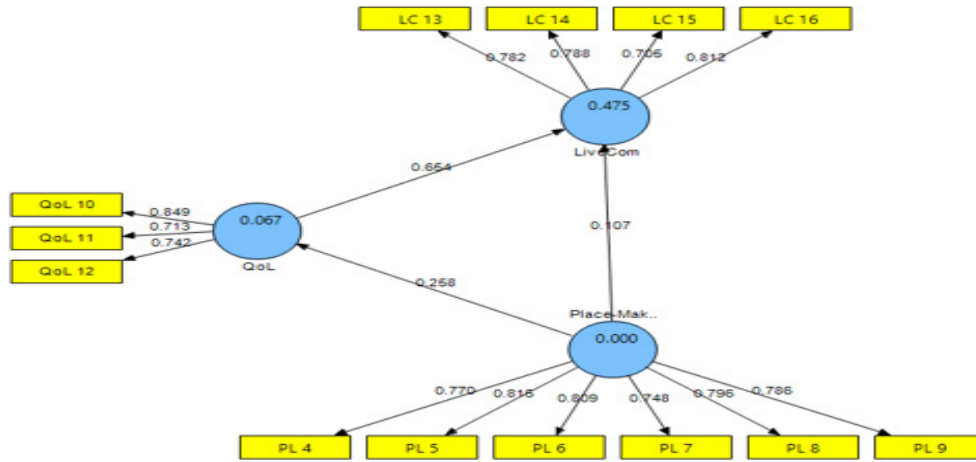 LC 13
LC 14
LC 15
LC 16
0.782
0.788
0.705
0.812
0.475
LiveCom
0.654
QoL 10
QoL 11
QoL 12
0.849
0.713
0.742
0.067
QoL
0.107
0.258
Place-Mak..
0.000
0.770
0.815
0.809
0.748
0.796
0.786
PL 4
PL 5
PL 6
PL 7
PL 8
PL 9